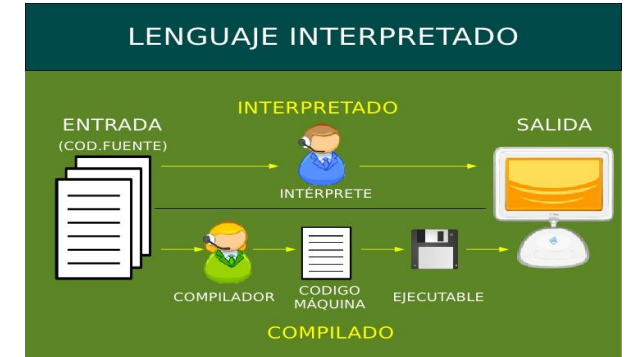 LENGUAJE INTERPRETADO
INTERPRETADO
ENTRADA
(COD.FUENTE)
SALIDA
INTÉRPRETE
COMPILADOR
CODIGO
MÁQUINA
EJECUTABLE
COMPILADO